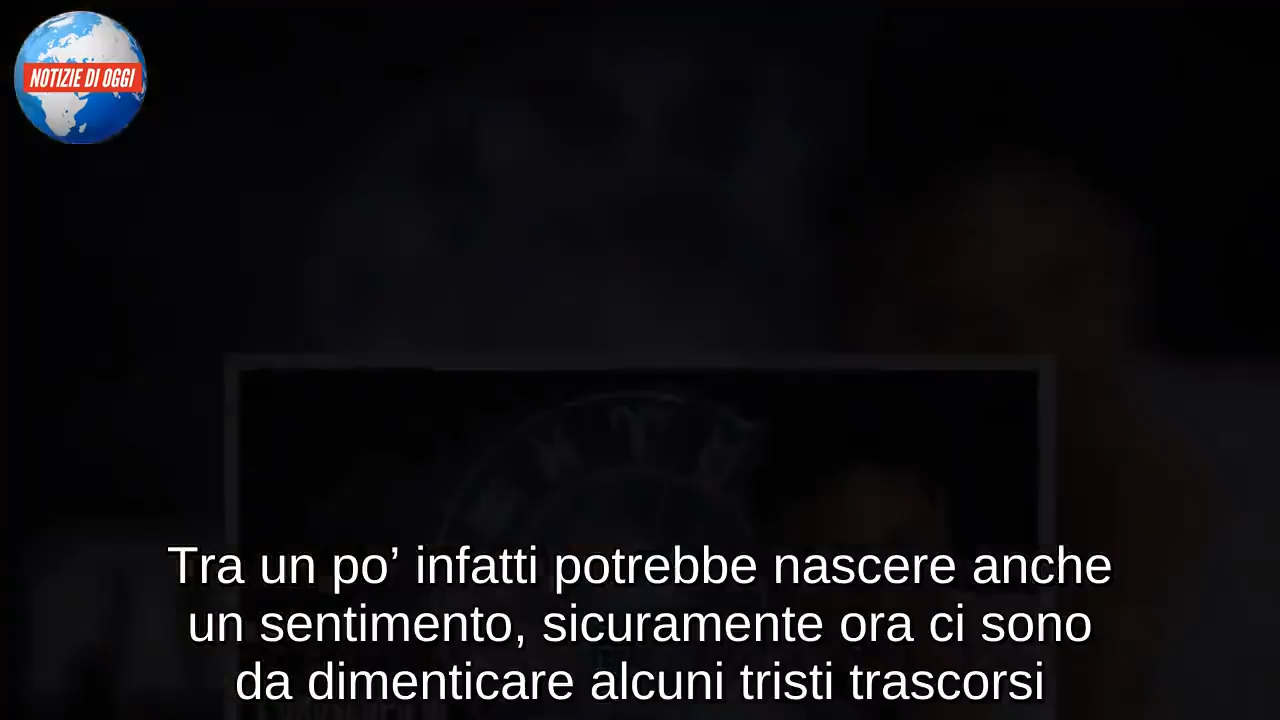 NOTIZIE DI OGGI
Tra un po’ infatti potrebbe nascere anche
un sentimento, sicuramente ora ci sono
da dimenticare alcuni tristi trascorsi